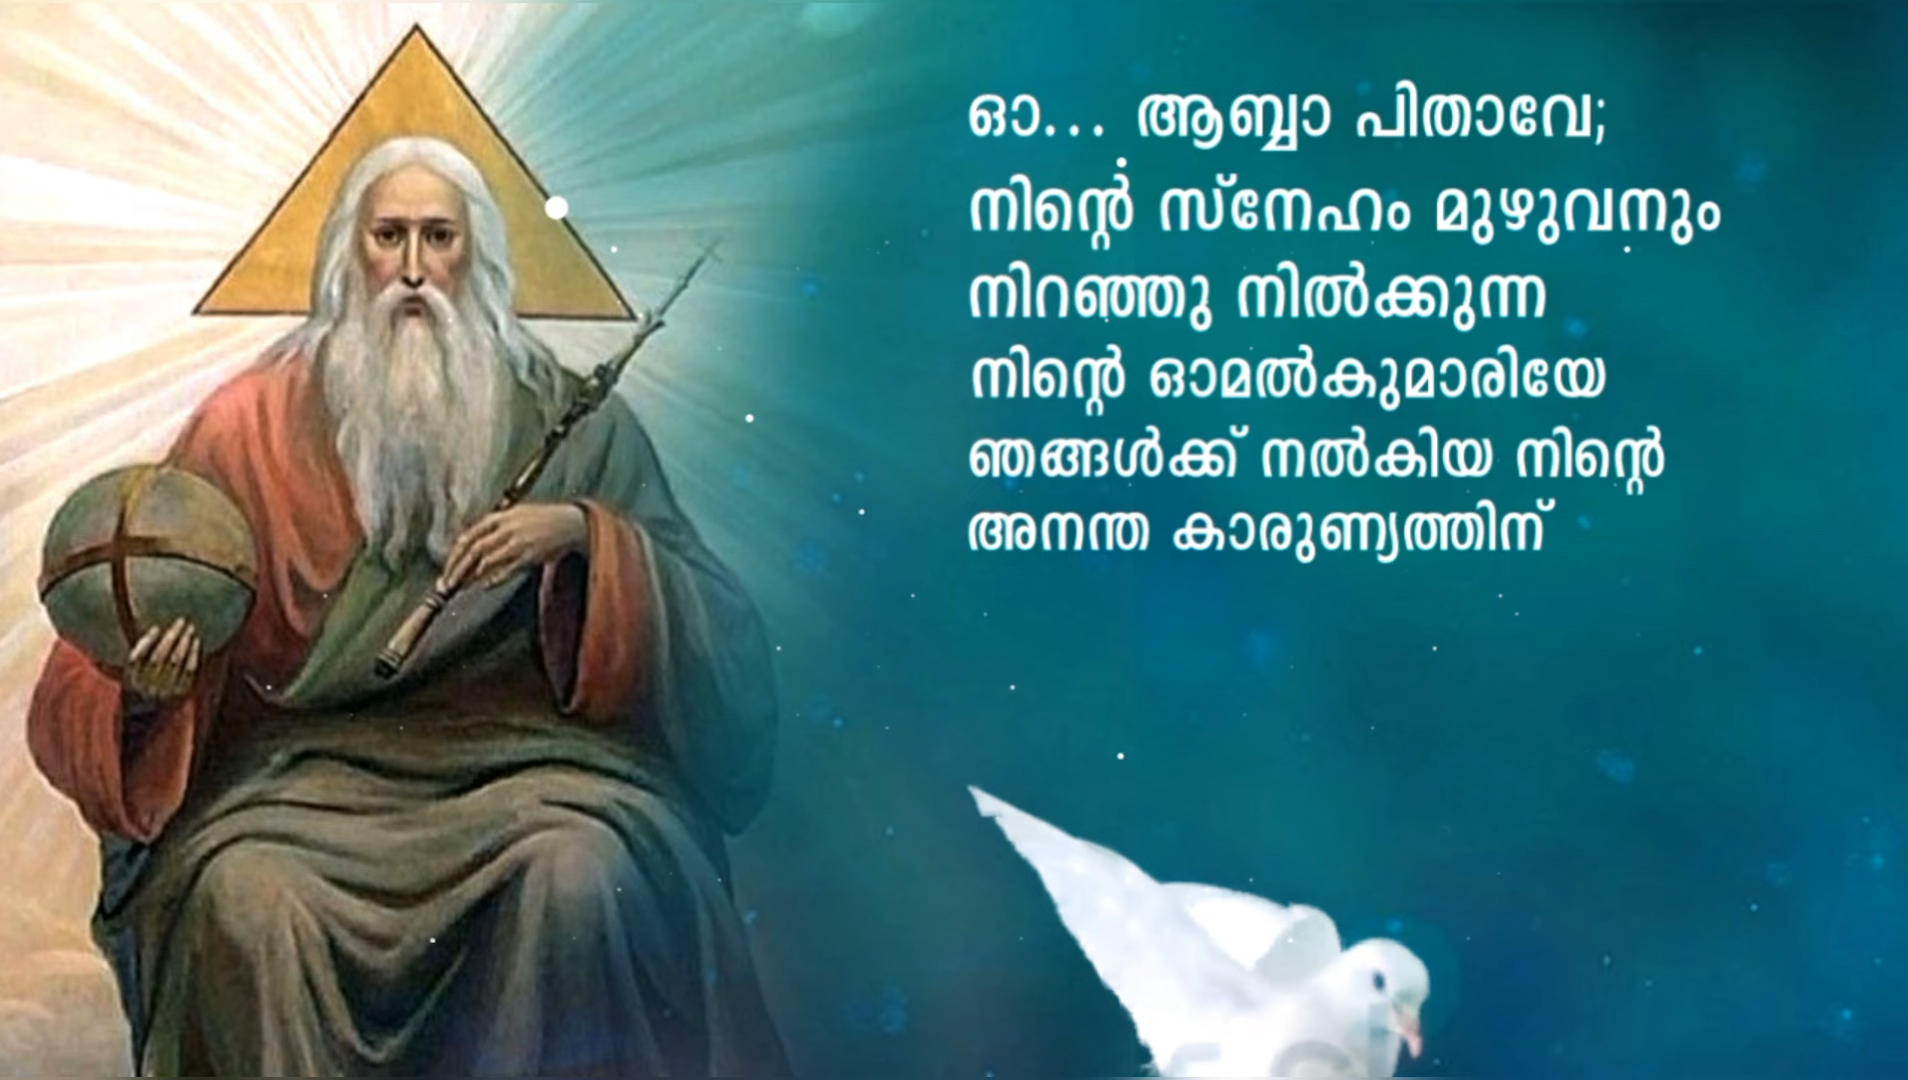 ഓ... ആബ്ബാ പിതാവേ;
നിന്റെ സ്നേഹം മുഴുവനും
നിറഞ്ഞു നിൽക്കുന്ന
നിന്റെ ഓമൽകുമാരിയേ
ഞങ്ങൾക്ക് നൽകിയ നിന്റെ
അനന്ത കാരുണ്യത്തിന്